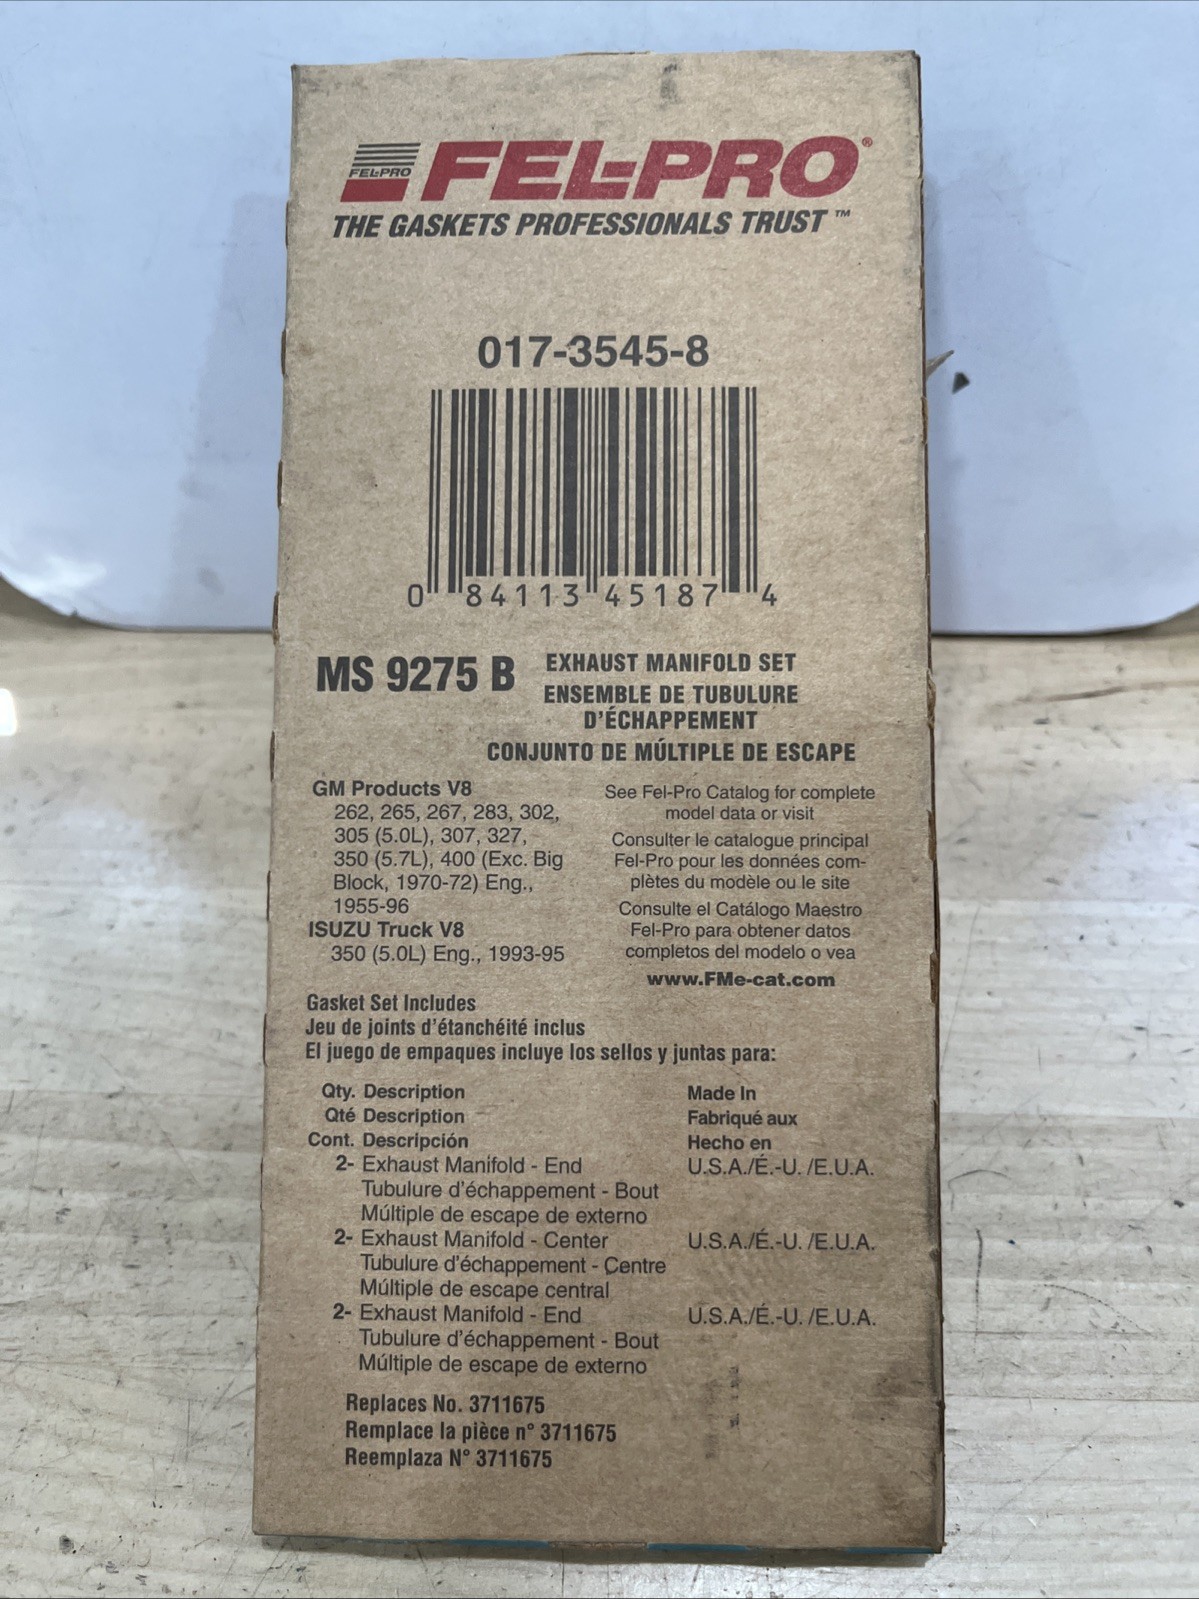 FEL-PRO
FEL-PRO®
THE GASKETS PROFESSIONALS TRUST™
017-3545-8
0 84113 45187 4
MS 9275 B
EXHAUST MANIFOLD SET
ENSEMBLE DE TUBULURE
D'ÉCHAPPEMENT
CONJUNTO DE MÚLTIPLE DE ESCAPE
GM Products V8
262, 265, 267, 283, 302,
305 (5.0L), 307, 327,
350 (5.7L), 400 (Exc. Big
Block, 1970-72) Eng.,
1955-96
ISUZU Truck V8
350 (5.0L) Eng., 1993-95
See Fel-Pro Catalog for complete
model data or visit
Consulter le catalogue principal
Fel-Pro pour les données com-
plètes du modèle ou le site
Consulte el Catálogo Maestro
Fel-Pro para obtener datos
completos del modelo o vea
www.FMe-cat.com
Gasket Set Includes
Jeu de joints d'étanchéité inclus
El juego de empaques incluye los sellos y juntas para:
Qty. Description Made In
Qté Description Fabriqué aux
Cont. Descripción Hecho en
2- Exhaust Manifold - End U.S.A./É.-U. /E.U.A.
Tubulure d'échappement - Bout
Múltiple de escape de externo
2- Exhaust Manifold - Center U.S.A./É.-U. /E.U.A.
Tubulure d'échappement - Centre
Múltiple de escape central
2- Exhaust Manifold - End U.S.A./É.-U. /E.U.A.
Tubulure d'échappement - Bout
Múltiple de escape de externo
Replaces No. 3711675
Remplace la pièce n° 3711675
Reemplaza N° 3711675